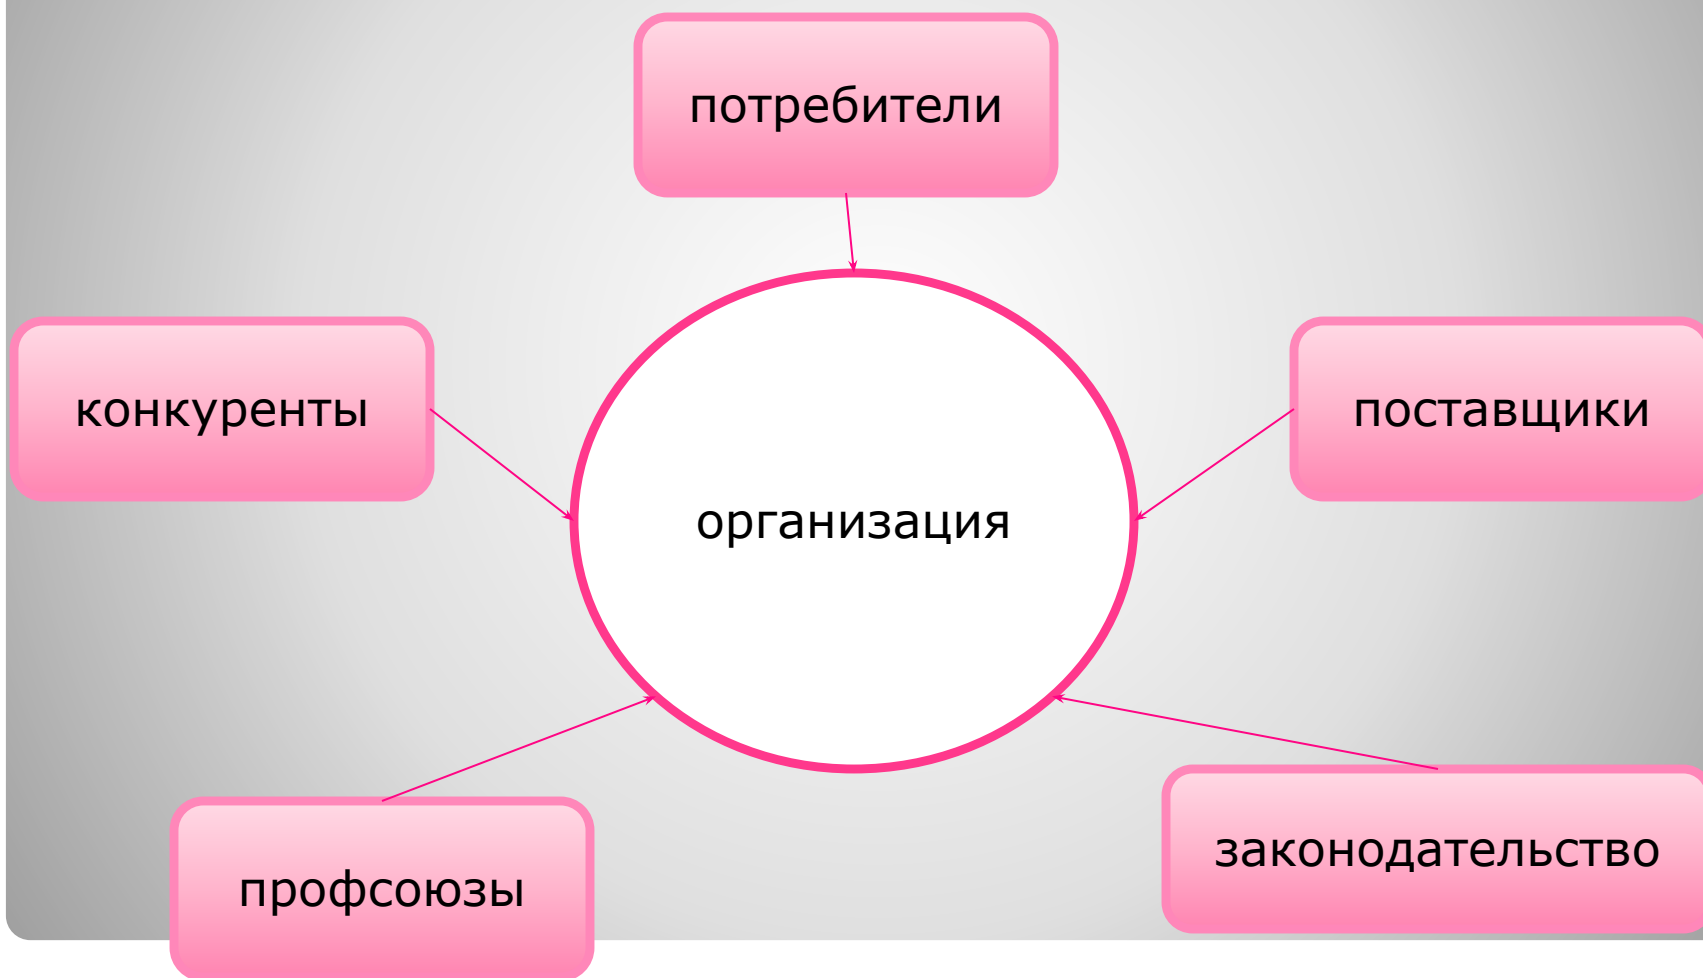 потребители
конкуренты
поставщики
организация
законодательство
профсоюзы